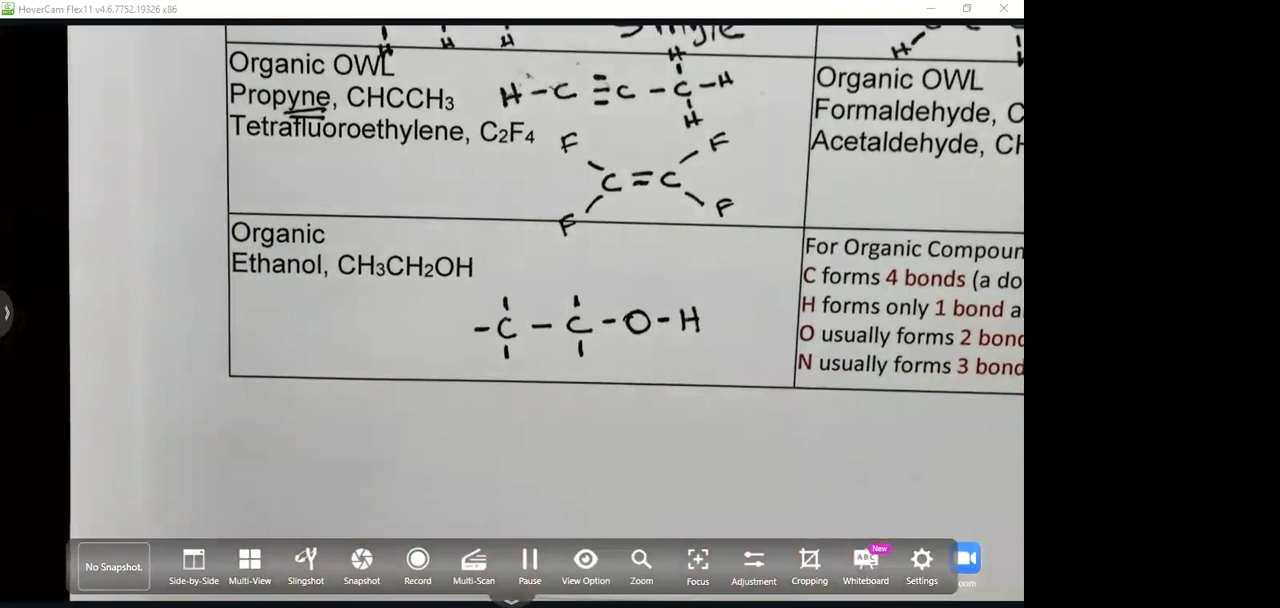 HoverCam Flex11 v4.6.7752.19326 x86
H H H
Single
H
Organic OWL
Propyne, CHCCH3
Tetrafluoroethylene, C2F4
H
H - C ≡ C - C - H
H
F F
C = C
F F
Organic OWL
Formaldehyde, C
Acetaldehyde, CH
Organic
Ethanol, CH3CH2OH
- C - C - O - H
For Organic Compoun
C forms 4 bonds (a do
H forms only 1 bond a
O usually forms 2 bond
N usually forms 3 bond
No Snapshot.
New
ABC
Side-by-Side Multi-View Slingshot Snapshot Record Multi-Scan Pause View Option Zoom Focus Adjustment Cropping Whiteboard Settings oom